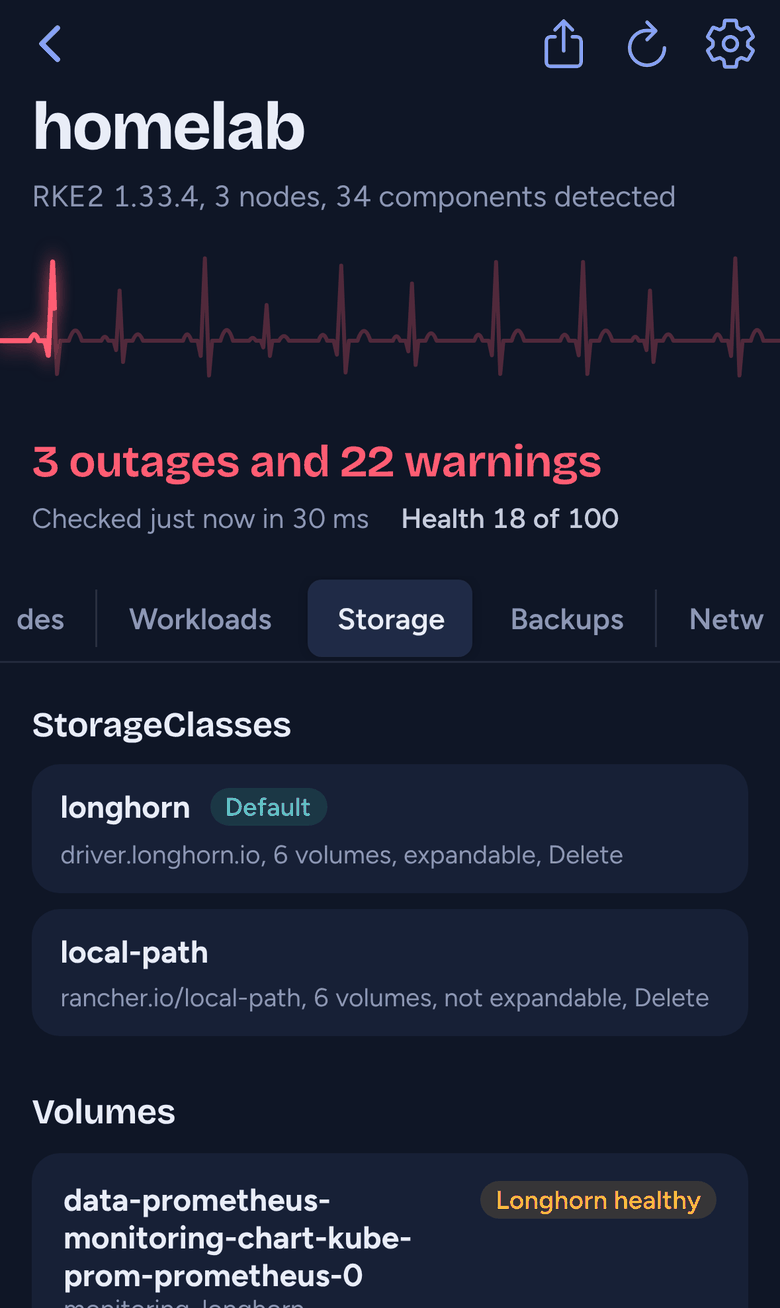 homelab
RKE2 1.33.4, 3 nodes, 34 components detected
3 outages and 22 warnings
Checked just now in 30 ms Health 18 of 100
des Workloads Storage Backups Netw
StorageClasses
longhorn Default
driver.longhorn.io, 6 volumes, expandable, Delete
local-path
rancher.io/local-path, 6 volumes, not expandable, Delete
Volumes
data-prometheus- Longhorn healthy
monitoring-chart-kube-
prom-prometheus-0
monitoring, longhorn